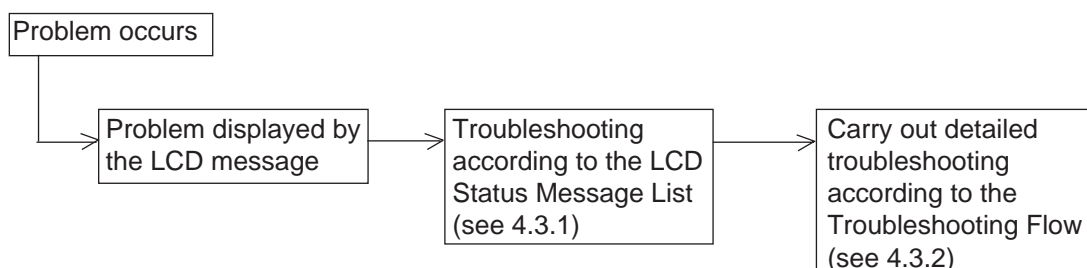 Problem occurs
Problem displayed by
the LCD message
Troubleshooting
according to the LCD
Status Message List
(see 4.3.1)
Carry out detailed
troubleshooting
according to the
Troubleshooting Flow
(see 4.3.2)